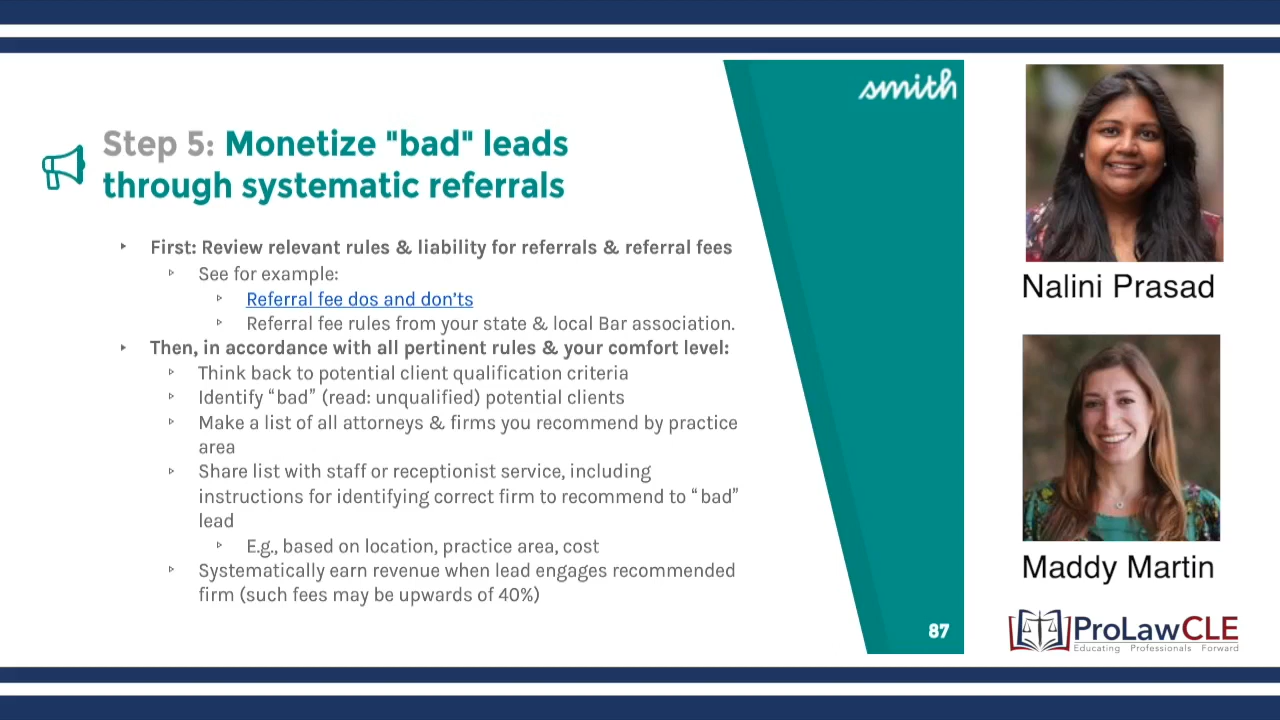 smith
Step 5: Monetize "bad" leads
through systematic referrals
‣ First: Review relevant rules & liability for referrals & referral fees
▹ See for example:
▹ Referral fee dos and don’ts
▹ Referral fee rules from your state & local Bar association.
‣ Then, in accordance with all pertinent rules & your comfort level:
▹ Think back to potential client qualification criteria
▹ Identify “bad” (read: unqualified) potential clients
▹ Make a list of all attorneys & firms you recommend by practice
area
▹ Share list with staff or receptionist service, including
instructions for identifying correct firm to recommend to “bad”
lead
▹ E.g., based on location, practice area, cost
▹ Systematically earn revenue when lead engages recommended
firm (such fees may be upwards of 40%)
87
Nalini Prasad
Maddy Martin
ProLawCLE
Educating Professionals Forward